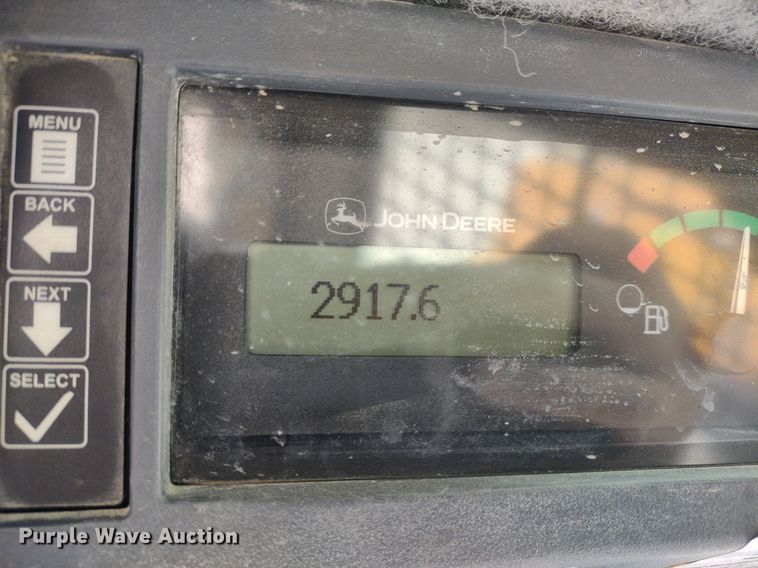 MENU
BACK
NEXT
SELECT
JOHN DEERE
2917.6
Purple Wave Auction